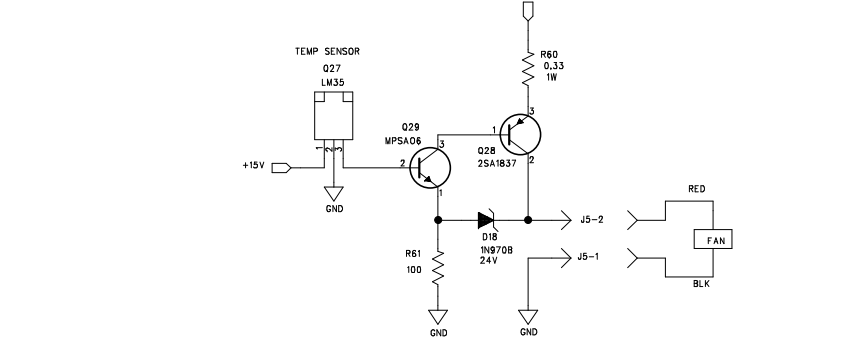 TEMP SENSOR
Q27
LM35
1
2
3
+15V
GND
Q29
MPSA06
3
2
1
R60
0,33
1W
3
1
2
Q28
2SA1837
D18
1N970B
24V
R61
100
GND
GND
J5-2
J5-1
RED
FAN
BLK